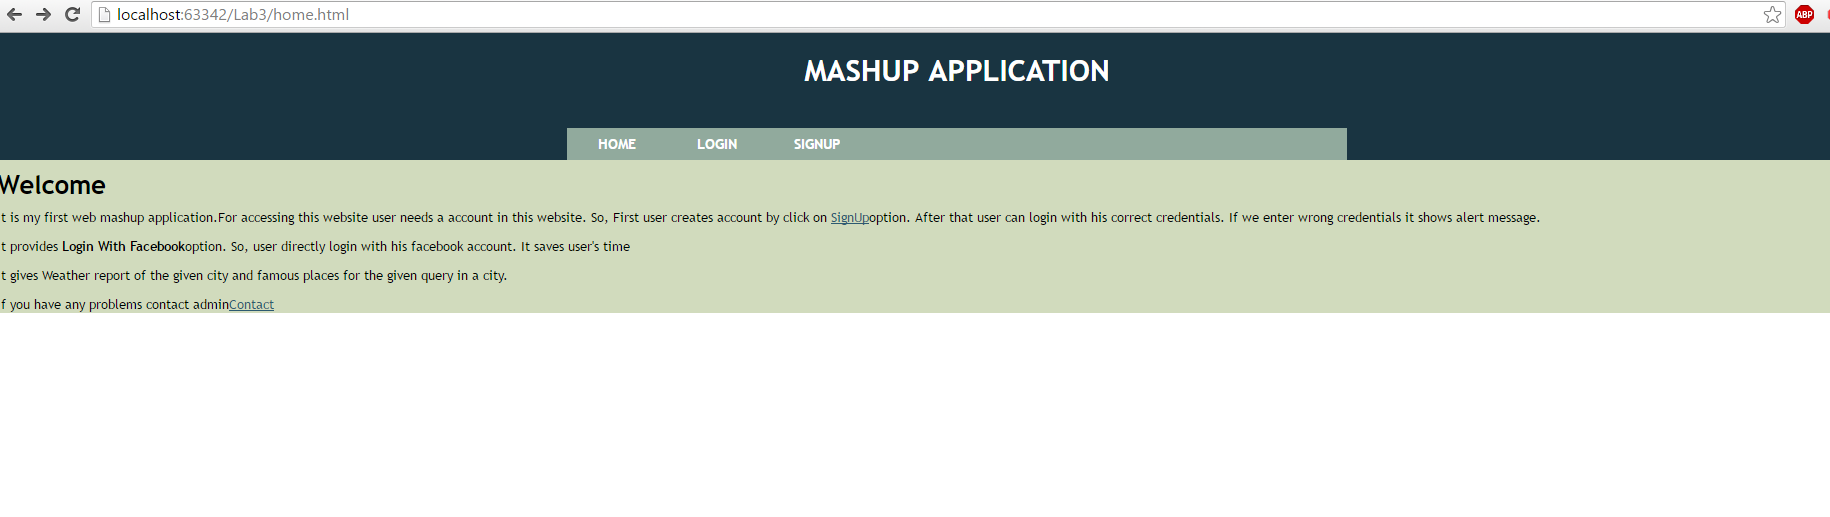 localhost:63342/Lab3/home.html
ABP
MASHUP APPLICATION
HOME LOGIN SIGNUP
Welcome
t is my first web mashup application.For accessing this website user needs a account in this website. So, First user creates account by click on SignUpoption. After that user can login with his correct credentials. If we enter wrong credentials it shows alert message.
t provides Login With Facebookoption. So, user directly login with his facebook account. It saves user's time
t gives Weather report of the given city and famous places for the given query in a city.
f you have any problems contact adminContact